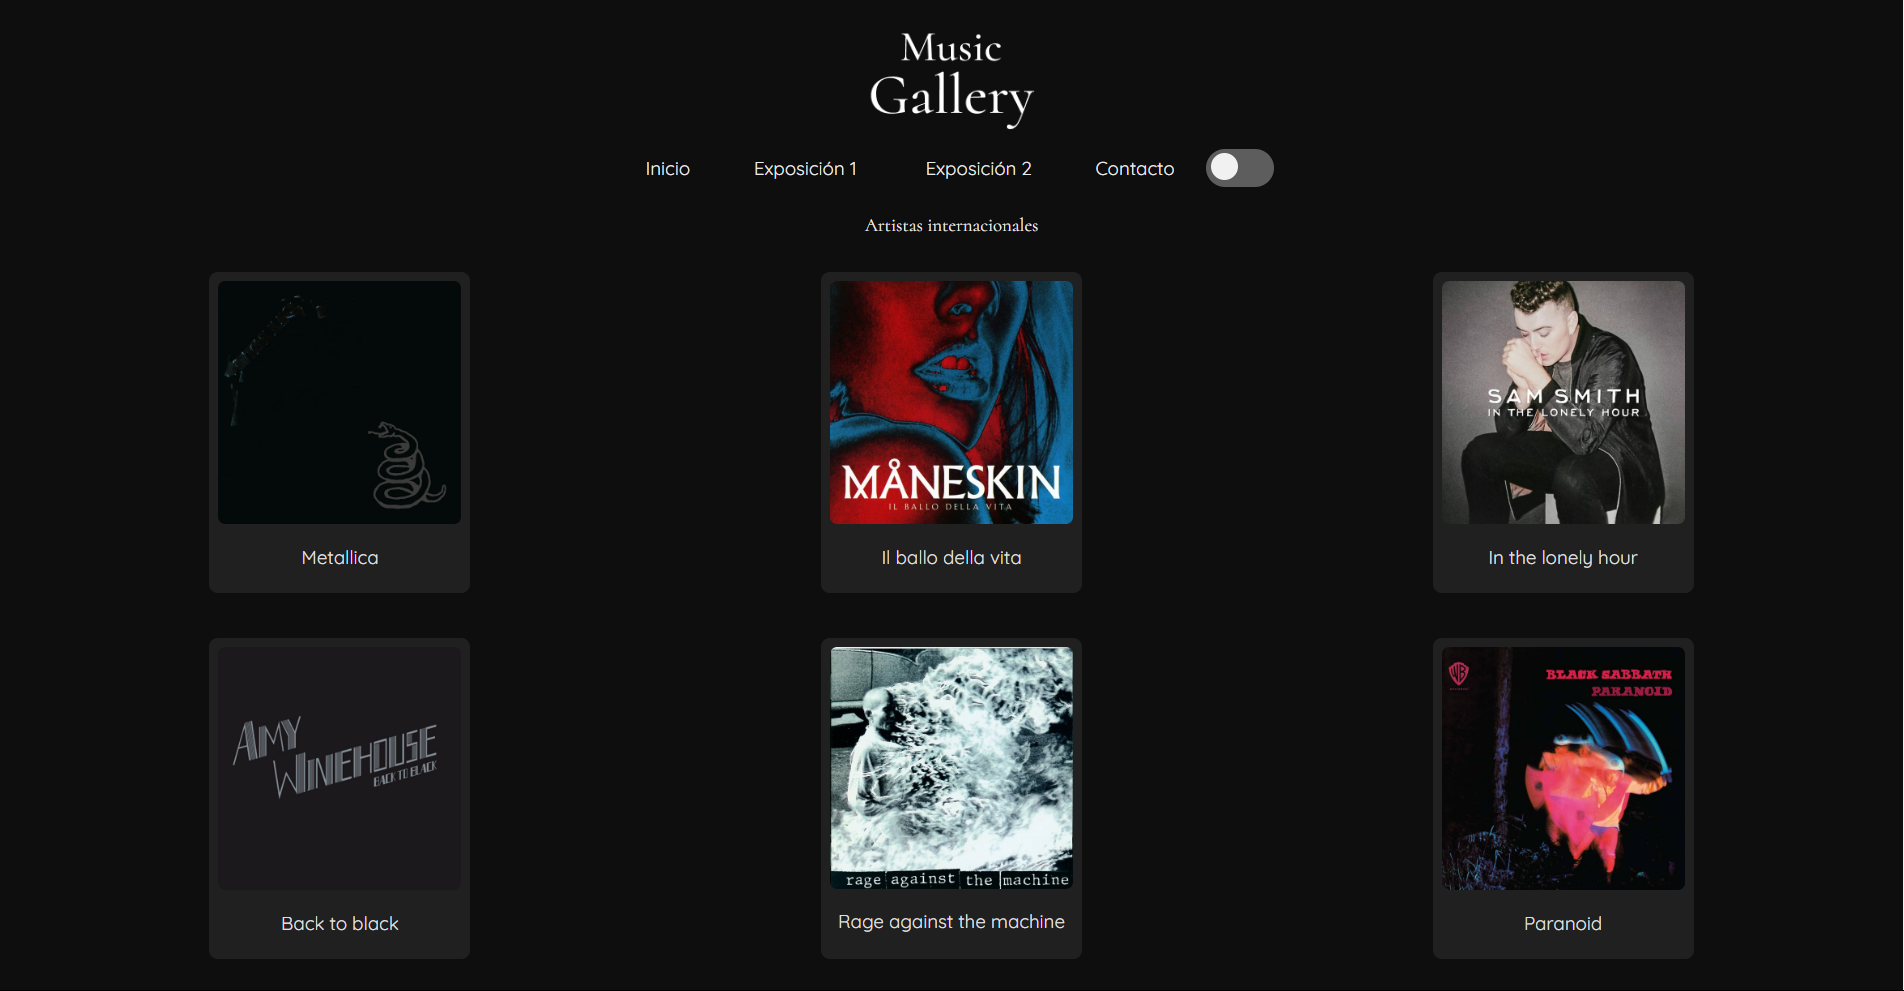 Music
Gallery
Inicio
Exposición 1
Exposición 2
Contacto
Artistas internacionales
MÅNESKIN
IL BALLO DELLA VITA
SAM SMITH
IN THE LONELY HOUR
Metallica
Il ballo della vita
In the lonely hour
AMY
WINEHOUSE
BACK TO BLACK
rage against the machine
BLACK SABBATH
PARANOID
Back to black
Rage against the machine
Paranoid